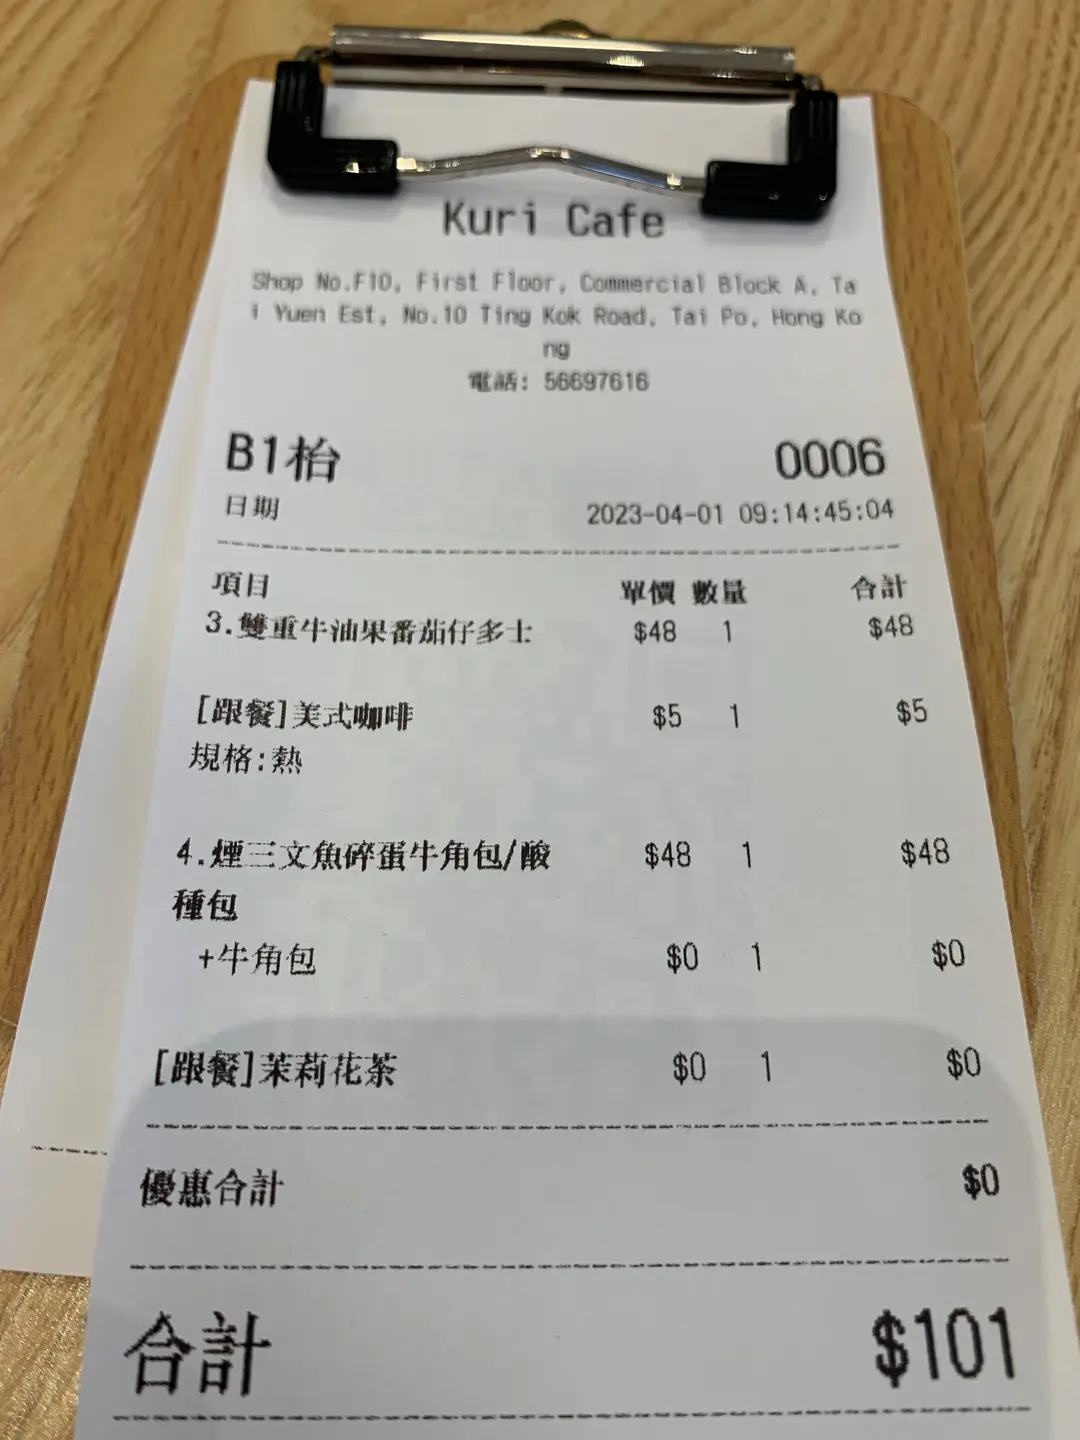 Kuri Cafe
Shop No.F10, First Floor, Commercial Block A, Ta
i Yuen Est, No.10 Ting Kok Road, Tai Po, Hong Ko
ng
電話: 56697616
B1枱 0006
日期 2023-04-01 09:14:45:04
項目 單價 數量 合計
3.雙重牛油果番茄仔多士 $48 1 $48
[跟餐]美式咖啡 $5 1 $5
規格:熱
4.煙三文魚碎蛋牛角包/酸 $48 1 $48
種包
+牛角包 $0 1 $0
[跟餐]茉莉花茶 $0 1 $0
優惠合計 $0
合計 $101